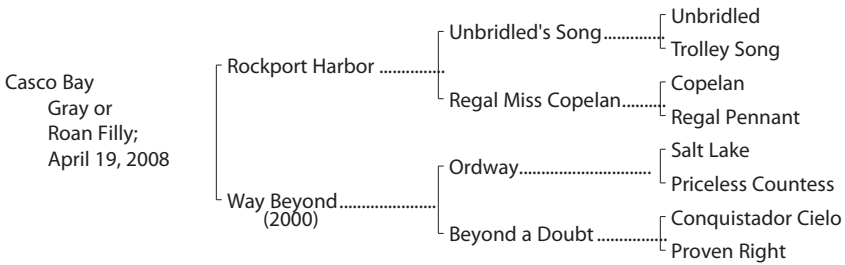 Unbridled
Unbridled's Song..............
Trolley Song
Rockport Harbor ...............
Copelan
Casco Bay
Regal Miss Copelan..........
Gray or
Regal Pennant
Roan Filly;
April 19, 2008
Salt Lake
Ordway..............................
Priceless Countess
Way Beyond......................
(2000)
Conquistador Cielo
Beyond a Doubt ................
Proven Right